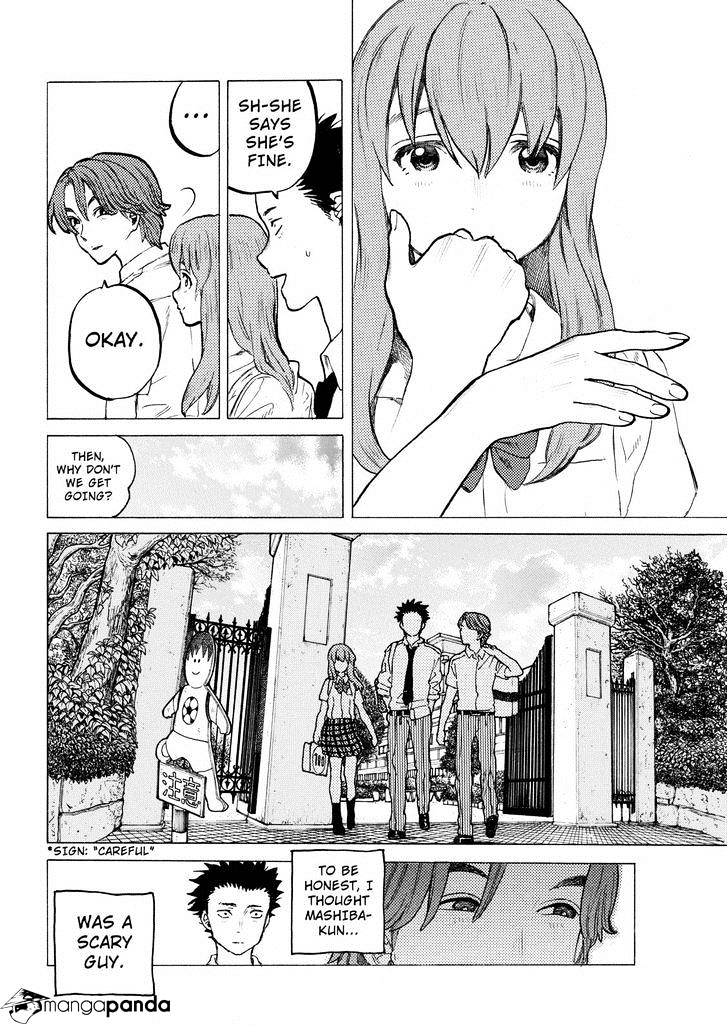 SH-SHE
SAYS
SHE'S
FINE.
...
OKAY.
THEN,
WHY DON'T
WE GET
GOING?
注意
*SIGN: "CAREFUL"
TO BE
HONEST, I
THOUGHT
MASHIBA-
KUN...
WAS A
SCARY
GUY.
mangapanda